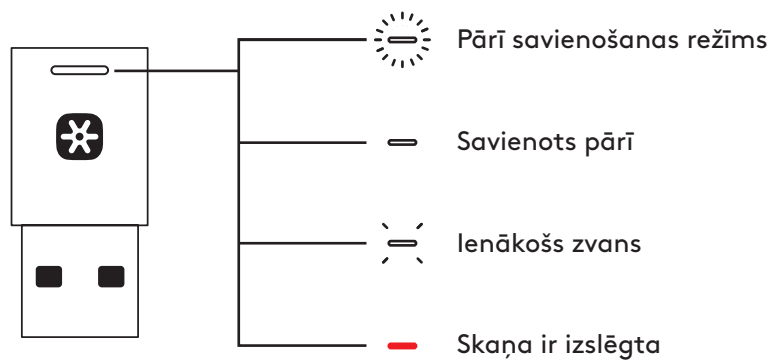 Pārī savienošanas režīms
Savienots pārī
Ienākošs zvans
Skaņa ir izslēgta